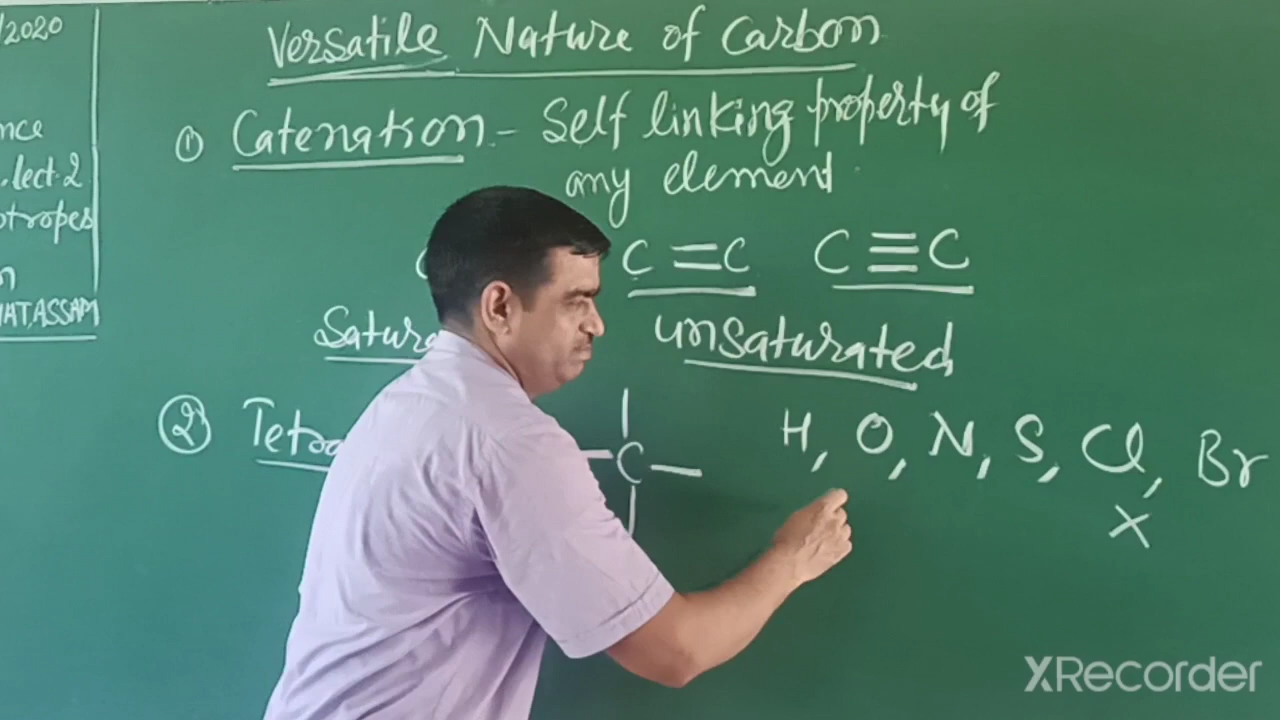 /2020
nce
. lect. 2
otropes
n
HAT, ASSAM
Versatile Nature of Carbon
① Catenation - Self linking property of
any element
C = C C ≡ C
Satura unsaturated
② Tetra C H, O, N, S, Cl, Br
X
XRecorder